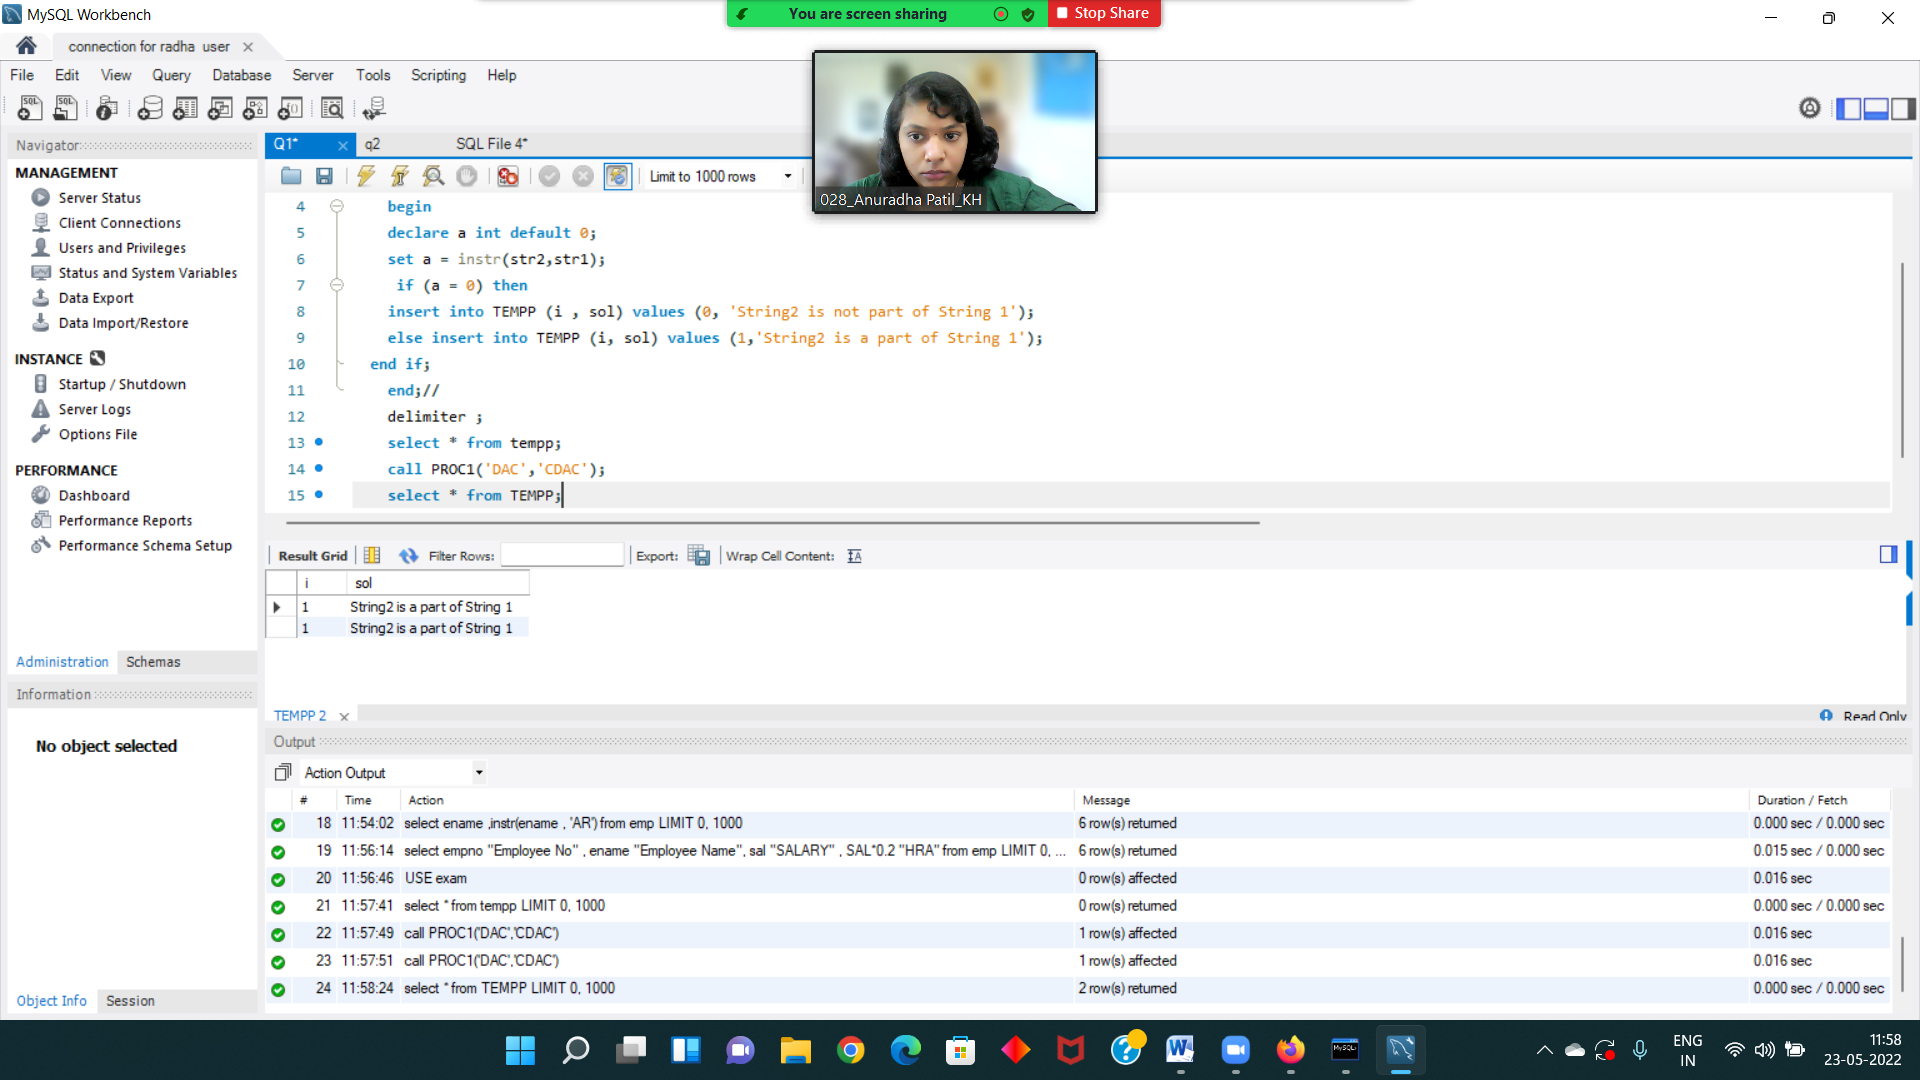 MySQL Workbench
You are screen sharing
Stop Share
connection for radha user
File Edit View Query Database Server Tools Scripting Help
Navigator
Q1* q2 SQL File 4*
MANAGEMENT
Server Status
Client Connections
Users and Privileges
Status and System Variables
Data Export
Data Import/Restore
INSTANCE
Startup / Shutdown
Server Logs
Options File
PERFORMANCE
Dashboard
Performance Reports
Performance Schema Setup
Administration Schemas
Information
No object selected
Object Info Session
Limit to 1000 rows
028_Anuradha Patil_KH
4 begin
5 declare a int default 0;
6 set a = instr(str2,str1);
7 if (a = 0) then
8 insert into TEMPP (i , sol) values (0, 'String2 is not part of String 1');
9 else insert into TEMPP (i, sol) values (1,'String2 is a part of String 1');
10 end if;
11 end;//
12 delimiter ;
13 select * from tempp;
14 call PROC1('DAC','CDAC');
15 select * from TEMPP;
Result Grid Filter Rows: Export: Wrap Cell Content:
i sol
1 String2 is a part of String 1
1 String2 is a part of String 1
TEMPP 2 Read Only
Output
Action Output
# Time Action Message Duration / Fetch
18 11:54:02 select ename ,instr(ename , 'AR') from emp LIMIT 0, 1000 6 row(s) returned 0.000 sec / 0.000 sec
19 11:56:14 select empno "Employee No" , ename "Employee Name", sal "SALARY" , SAL*0.2 "HRA" from emp LIMIT 0, ... 6 row(s) returned 0.015 sec / 0.000 sec
20 11:56:46 USE exam 0 row(s) affected 0.016 sec
21 11:57:41 select * from tempp LIMIT 0, 1000 0 row(s) returned 0.000 sec / 0.000 sec
22 11:57:49 call PROC1('DAC','CDAC') 1 row(s) affected 0.016 sec
23 11:57:51 call PROC1('DAC','CDAC') 1 row(s) affected 0.016 sec
24 11:58:24 select * from TEMPP LIMIT 0, 1000 2 row(s) returned 0.000 sec / 0.000 sec
ENG
IN
11:58
23-05-2022